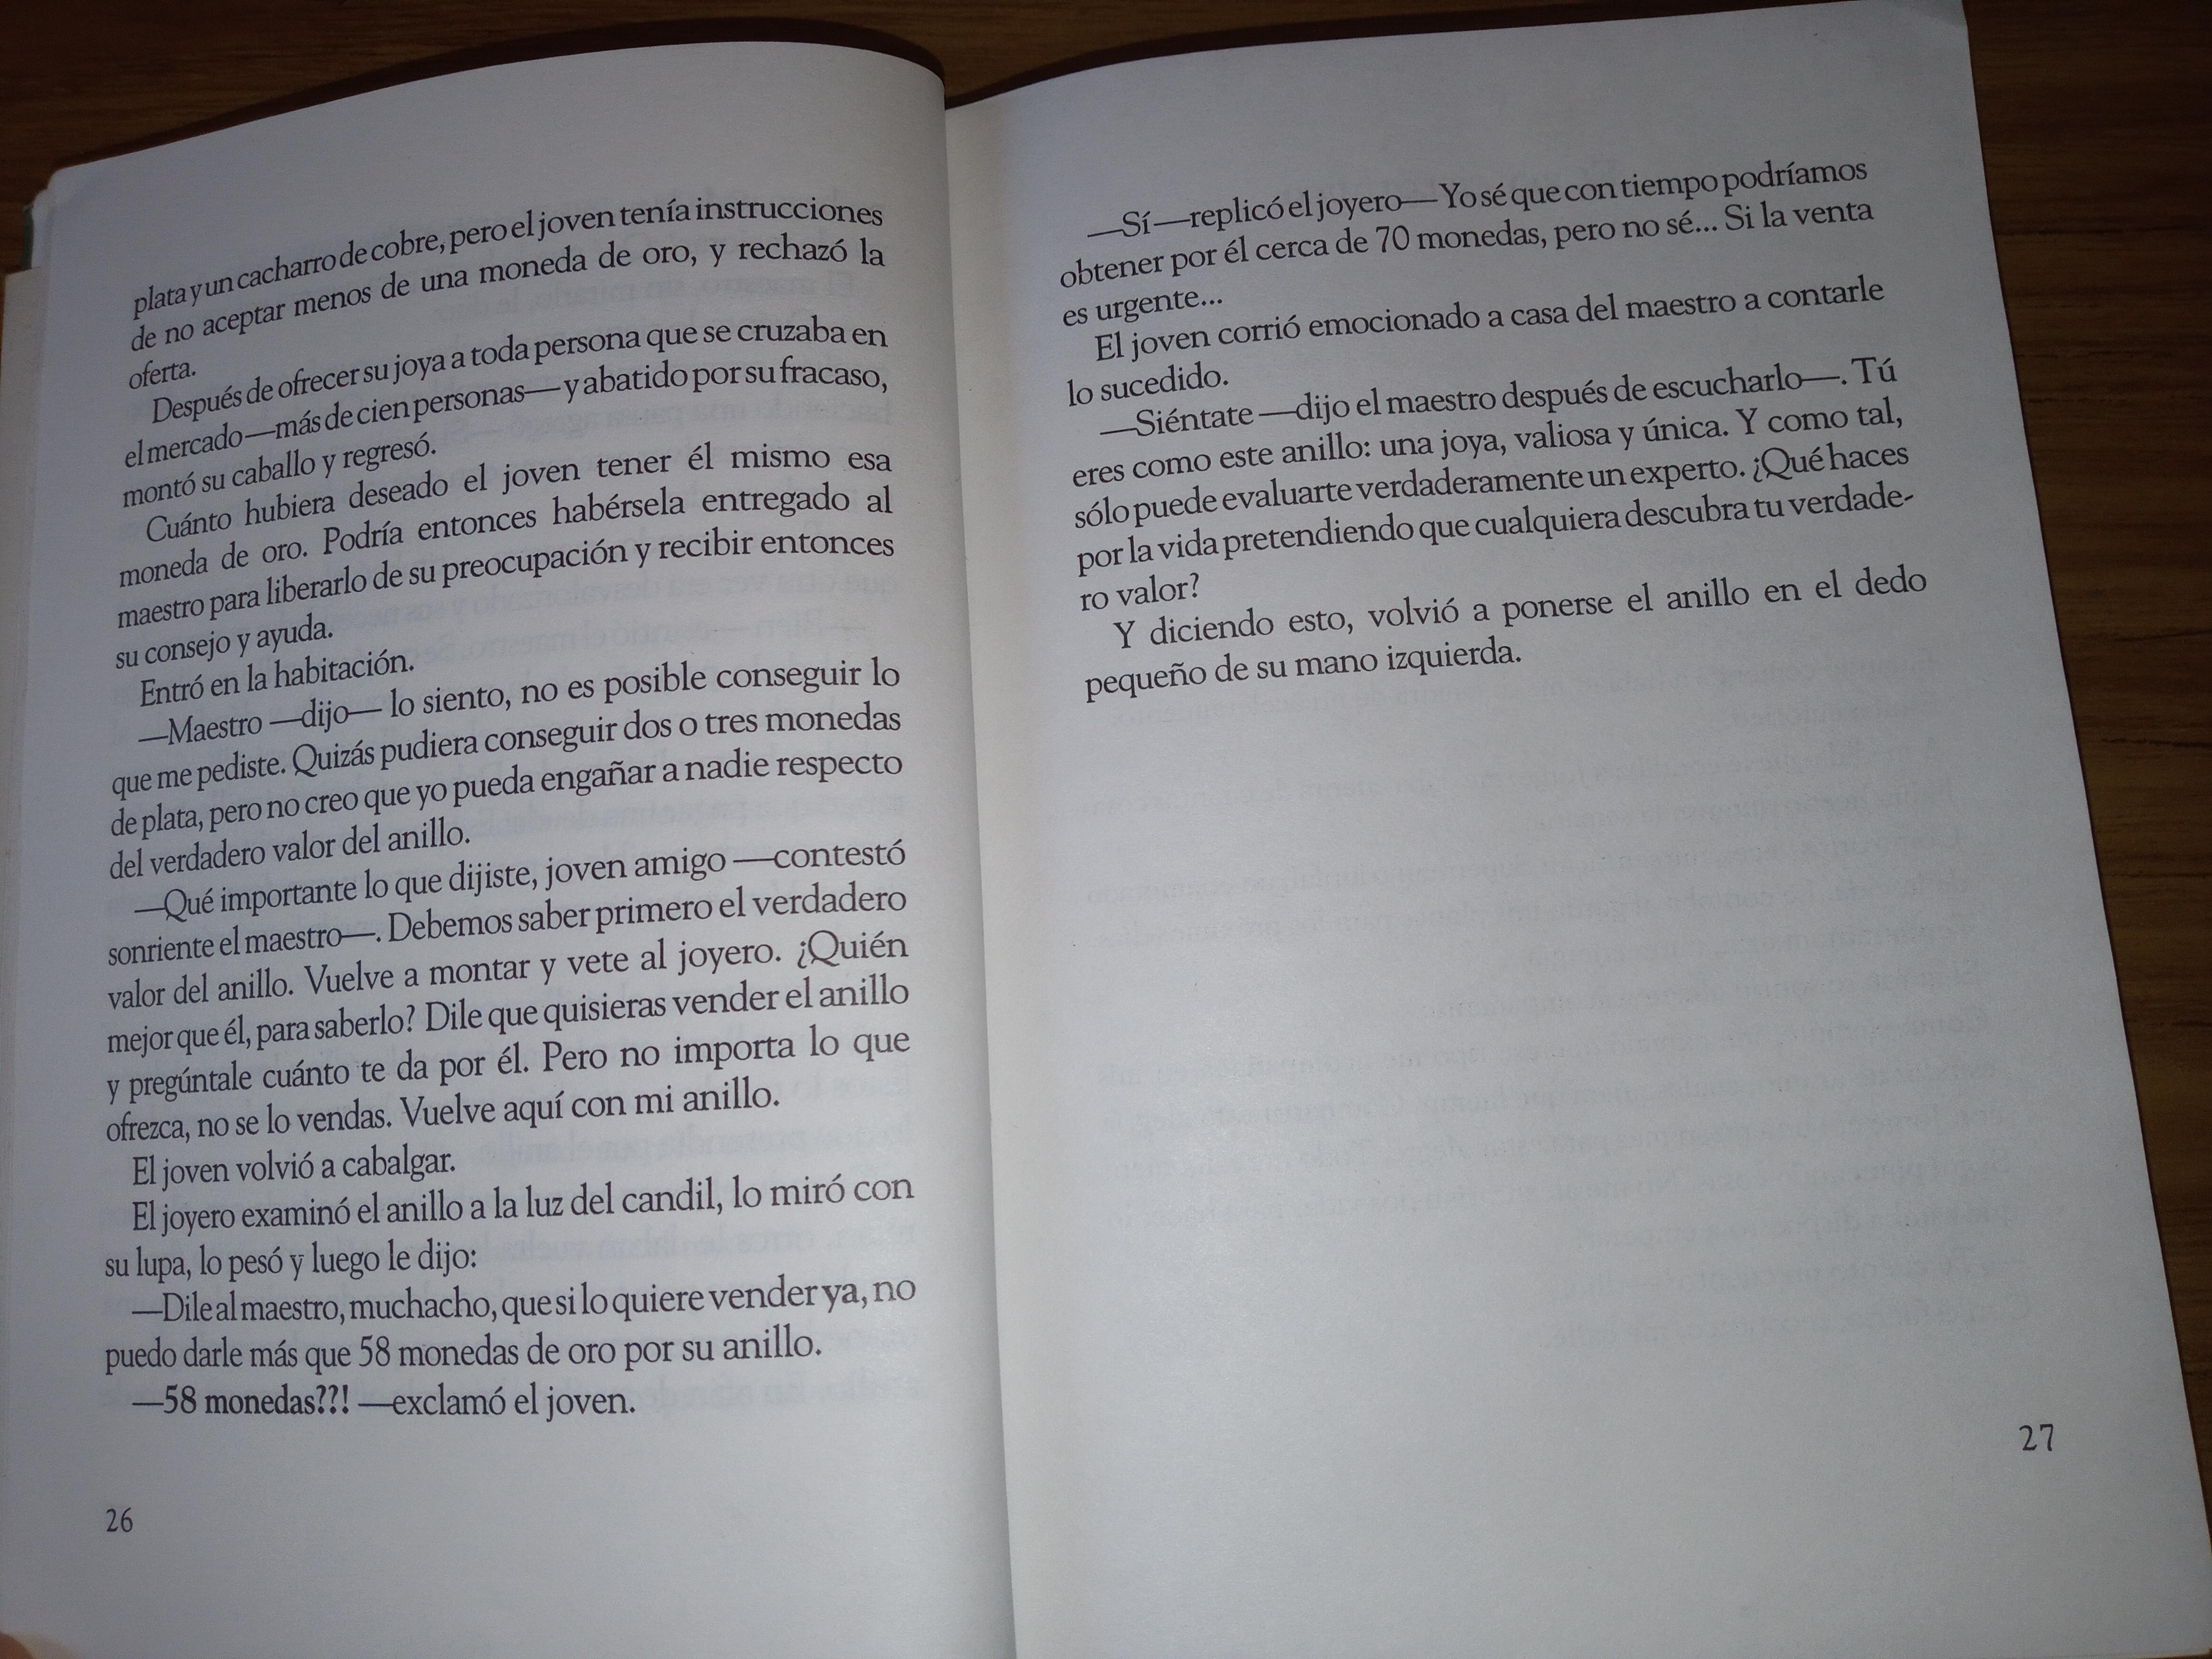 plata y un cacharro de cobre, pero el joven tenía instrucciones
de no aceptar menos de una moneda de oro, y rechazó la
oferta.
Después de ofrecer su joya a toda persona que se cruzaba en
el mercado —más de cien personas— y abatido por su fracaso,
montó su caballo y regresó.
Cuánto hubiera deseado el joven tener él mismo esa
moneda de oro. Podría entonces habérsela entregado al
maestro para liberarlo de su preocupación y recibir entonces
su consejo y ayuda.
Entró en la habitación.
—Maestro —dijo— lo siento, no es posible conseguir lo
que me pediste. Quizás pudiera conseguir dos o tres monedas
de plata, pero no creo que yo pueda engañar a nadie respecto
del verdadero valor del anillo.
—Qué importante lo que dijiste, joven amigo —contestó
sonriente el maestro—. Debemos saber primero el verdadero
valor del anillo. Vuelve a montar y vete al joyero. ¿Quién
mejor que él, para saberlo? Dile que quisieras vender el anillo
y pregúntale cuánto te da por él. Pero no importa lo que
ofrezca, no se lo vendas. Vuelve aquí con mi anillo.
El joven volvió a cabalgar.
El joyero examinó el anillo a la luz del candil, lo miró con
su lupa, lo pesó y luego le dijo:
—Dile al maestro, muchacho, que si lo quiere vender ya, no
puedo darle más que 58 monedas de oro por su anillo.
—58 monedas??! —exclamó el joven.
26
—Sí —replicó el joyero— Yo sé que con tiempo podríamos
obtener por él cerca de 70 monedas, pero no sé... Si la venta
es urgente...
El joven corrió emocionado a casa del maestro a contarle
lo sucedido.
—Siéntate —dijo el maestro después de escucharlo—. Tú
eres como este anillo: una joya, valiosa y única. Y como tal,
sólo puede evaluarte verdaderamente un experto. ¿Qué haces
por la vida pretendiendo que cualquiera descubra tu verdade-
ro valor?
Y diciendo esto, volvió a ponerse el anillo en el dedo
pequeño de su mano izquierda.
27